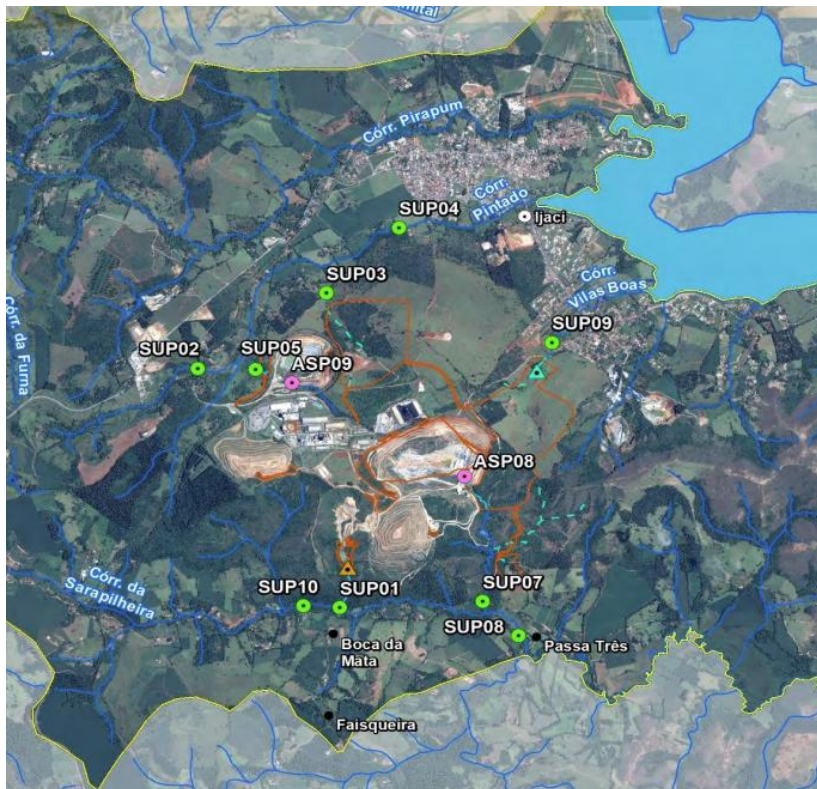 Córr. Pirapum
Córr.
Pintado
SUP04
Ijaci
Córr.
Vilas Boas
SUP03
SUP09
SUP02
SUP05
ASP09
Córr. da Furna
ASP08
Córr. da
Sarapilheira
SUP10
SUP01
SUP07
SUP08
Boca da
Mata
Passa Três
Faisqueira